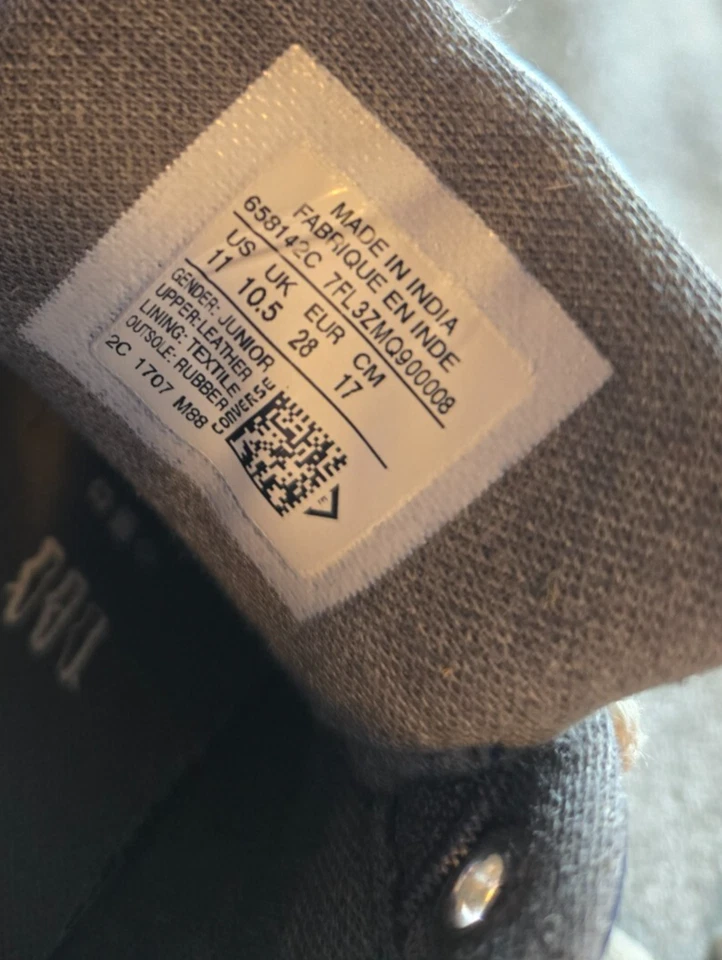 MADE IN INDIA
FABRIQUE EN INDE
658142C 7FL3ZMQ900008
US UK EUR CM
11 10.5 28 17
GENDER: JUNIOR
UPPER:LEATHER
LINING: TEXTILE
OUTSOLE: RUBBER
2C 1707 M88